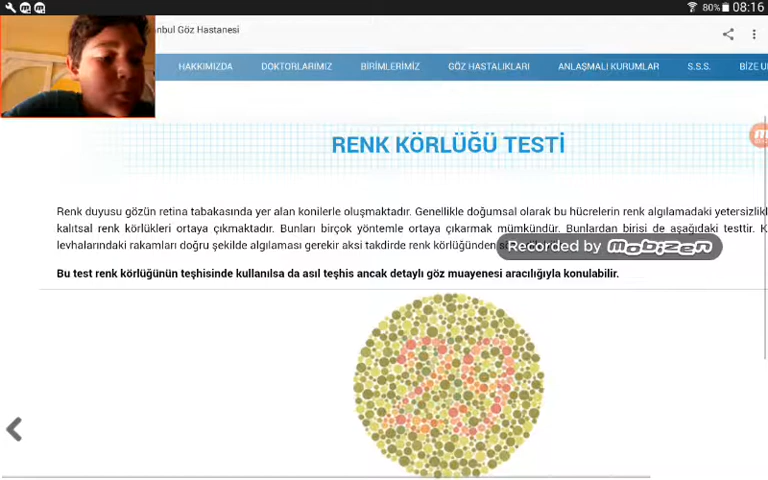 80% 08:16
nbul Göz Hastanesi
HAKKIMIZDA DOKTORLARIMIZ BİRİMLERİMİZ GÖZ HASTALIKLARI ANLAŞMALI KURUMLAR S.S.S. BİZE U
RENK KÖRLÜĞÜ TESTİ
Renk duyusu gözün retina tabakasında yer alan konilerle oluşmaktadır. Genellikle doğumsal olarak bu hücrelerin renk algılamadaki yetersizlikl
kalıtsal renk körlükleri ortaya çıkmaktadır. Bunları birçok yöntemle ortaya çıkarmak mümkündür. Bunlardan birisi de aşağıdaki testtir. K
levhalarındaki rakamları doğru şekilde algılaması gerekir aksi takdirde renk körlüğünden
Recorded by mobizen
Bu test renk körlüğünün teşhisinde kullanılsa da asıl teşhis ancak detaylı göz muayenesi aracılığıyla konulabilir.
29